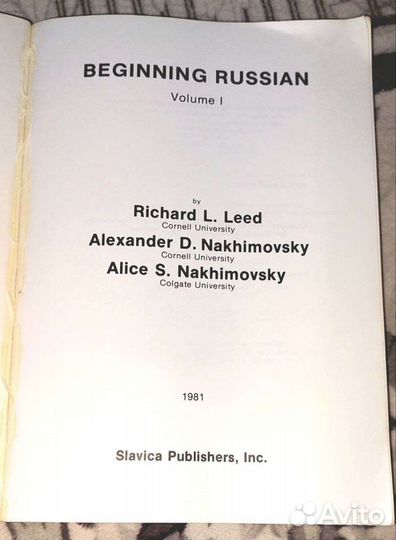 BEGINNING RUSSIAN
Volume I
by
Richard L. Leed
Cornell University
Alexander D. Nakhimovsky
Cornell University
Alice S. Nakhimovsky
Colgate University
1981
Slavica Publishers, Inc.
Avito